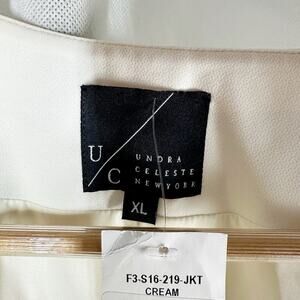 U
C
UNDRA
CELESTE
NEW YORK
XL
F3-S16-219-JKT
CREAM